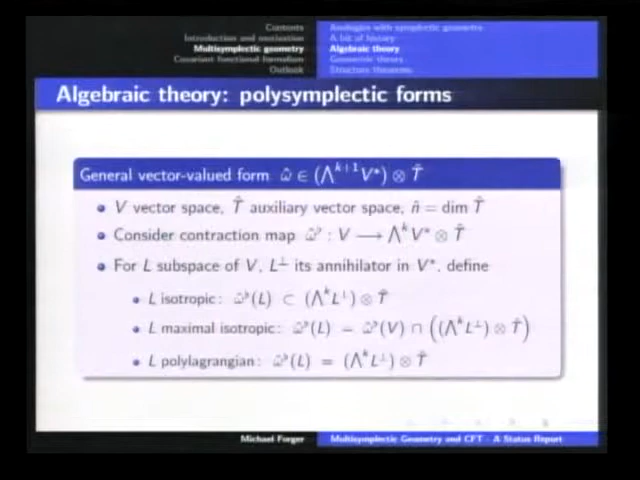 Contents
Introduction and motivation
Multisymplectic geometry
Covariant functional formalism
Outlook
Analogies with symplectic geometry
A bit of history
Algebraic theory
Geometric theory
Structure theorems
Algebraic theory: polysymplectic forms
General vector-valued form ω̂ ∈ (⋀^{k+1} V*) ⊗ T̂
• V vector space, T̂ auxiliary vector space, n̂ = dim T̂
• Consider contraction map ω̂^♭ : V ⟶ ⋀^k V* ⊗ T̂
• For L subspace of V, L^⊥ its annihilator in V*, define
• L isotropic: ω̂^♭(L) ⊂ (⋀^k L^⊥) ⊗ T̂
• L maximal isotropic: ω̂^♭(L) = ω̂^♭(V) ∩ ((⋀^k L^⊥) ⊗ T̂)
• L polylagrangian: ω̂^♭(L) = (⋀^k L^⊥) ⊗ T̂
Michael Forger
Multisymplectic Geometry and CFT - A Status Report